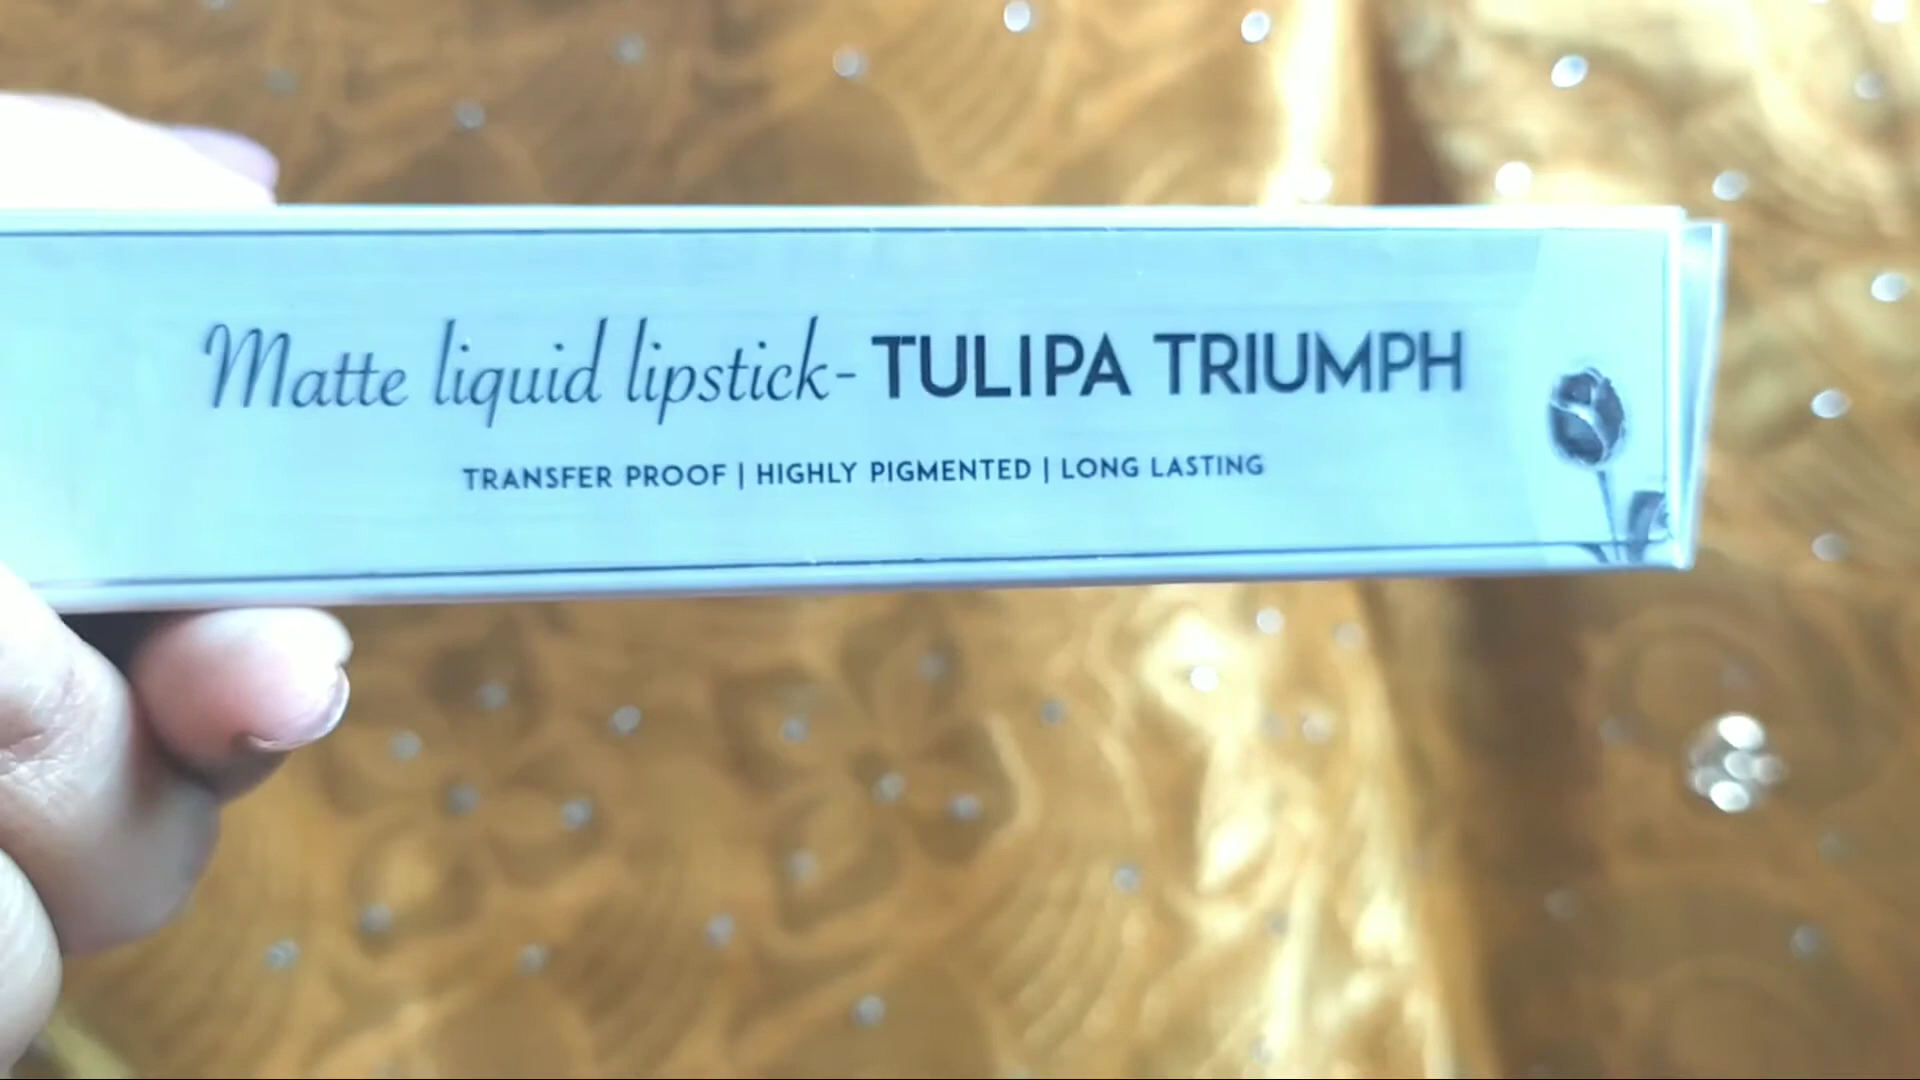 Matte liquid lipstick- TULIPA TRIUMPH
TRANSFER PROOF | HIGHLY PIGMENTED | LONG LASTING